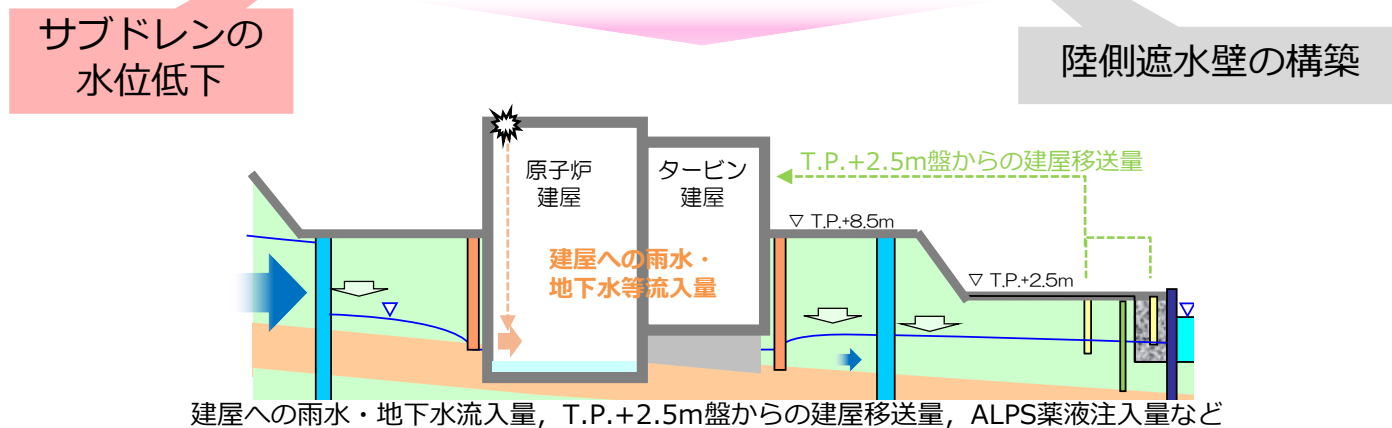 サブドレンの
水位低下
陸側遮水壁の構築
原子炉
建屋
タービン
建屋
T.P.+2.5m盤からの建屋移送量
▽ T.P.+8.5m
建屋への雨水・
地下水等流入量
▽ T.P.+2.5m
建屋への雨水・地下水流入量，T.P.+2.5m盤からの建屋移送量，ALPS薬液注入量など